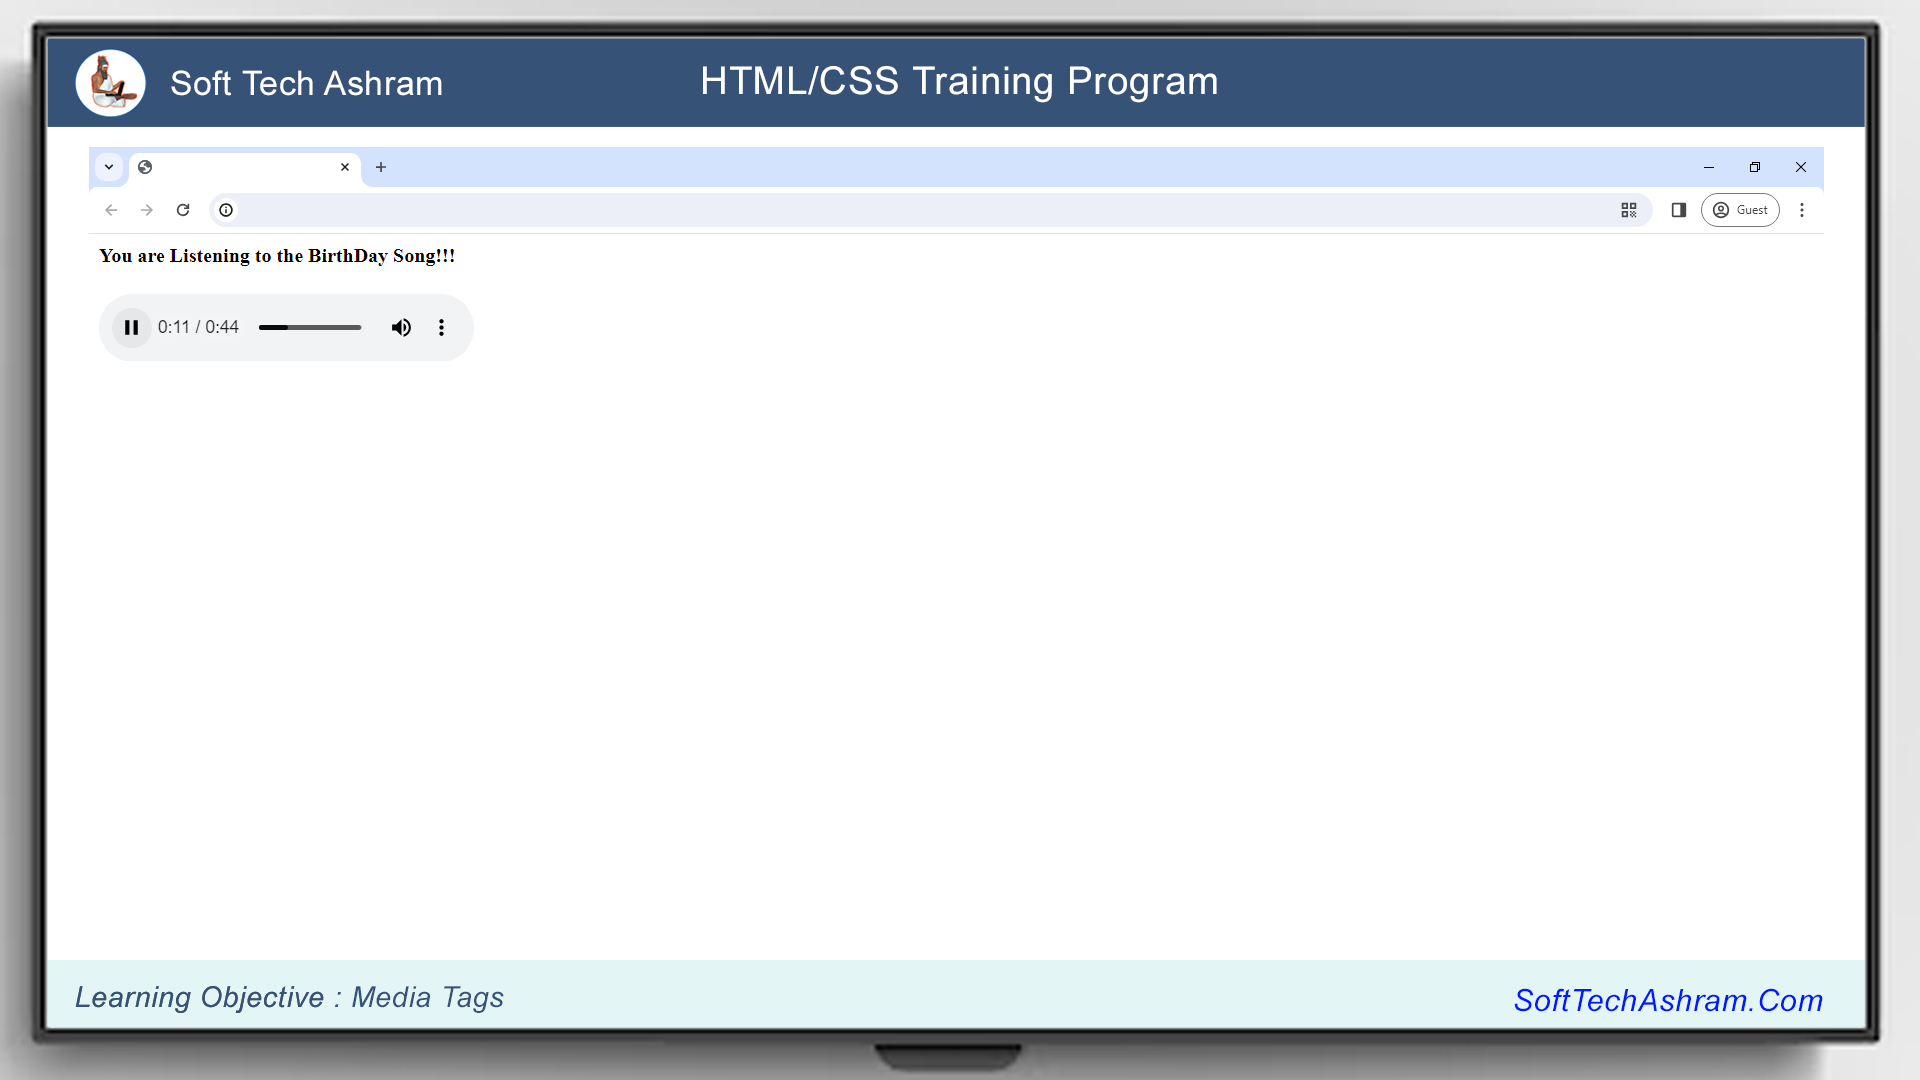 Soft Tech Ashram
HTML/CSS Training Program
Guest
You are Listening to the BirthDay Song!!!
0:11 / 0:44
Learning Objective : Media Tags
SoftTechAshram.Com